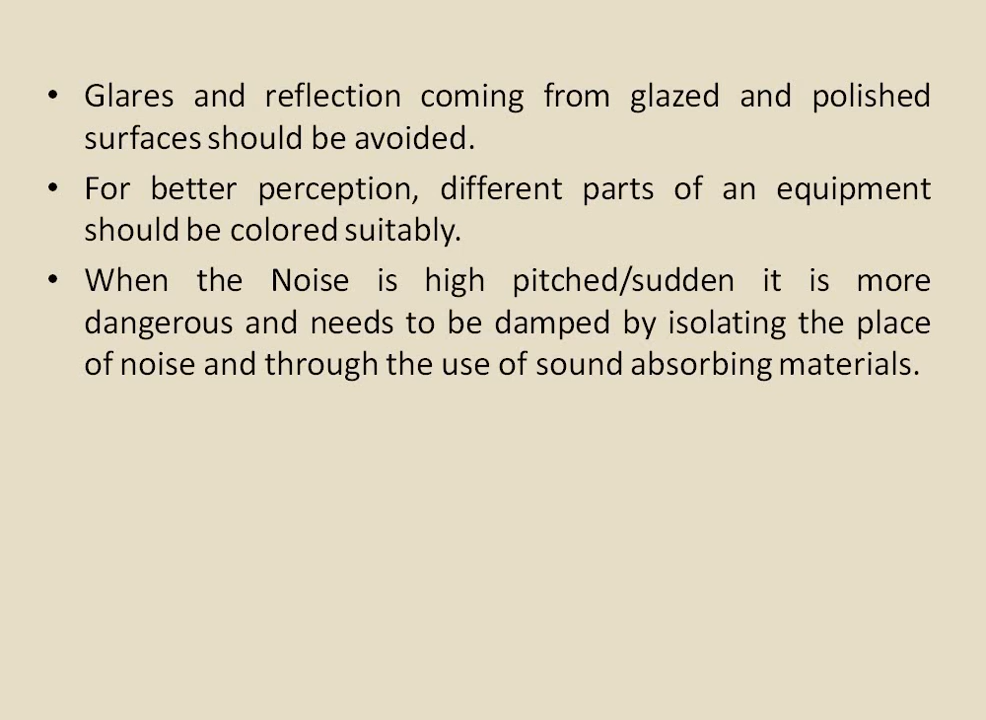 • Glares and reflection coming from glazed and polished
surfaces should be avoided.
• For better perception, different parts of an equipment
should be colored suitably.
• When the Noise is high pitched/sudden it is more
dangerous and needs to be damped by isolating the place
of noise and through the use of sound absorbing materials.